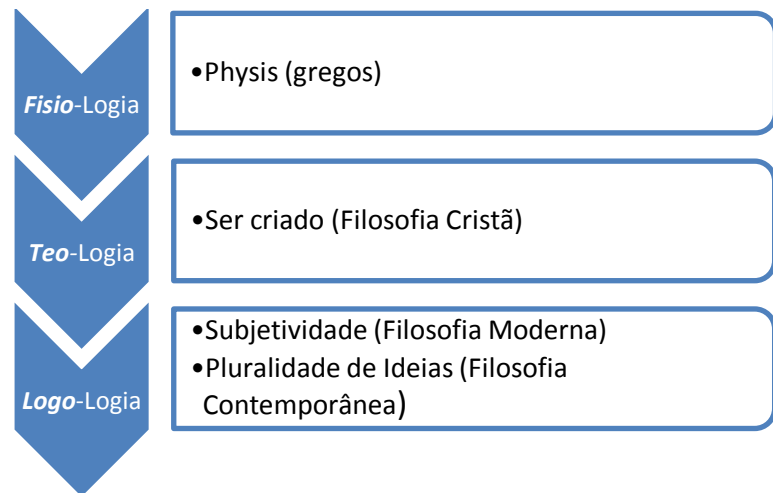 Fisio-Logia
•Physis (gregos)
Teo-Logia
•Ser criado (Filosofia Cristã)
Logo-Logia
•Subjetividade (Filosofia Moderna)
•Pluralidade de Ideias (Filosofia
Contemporânea)